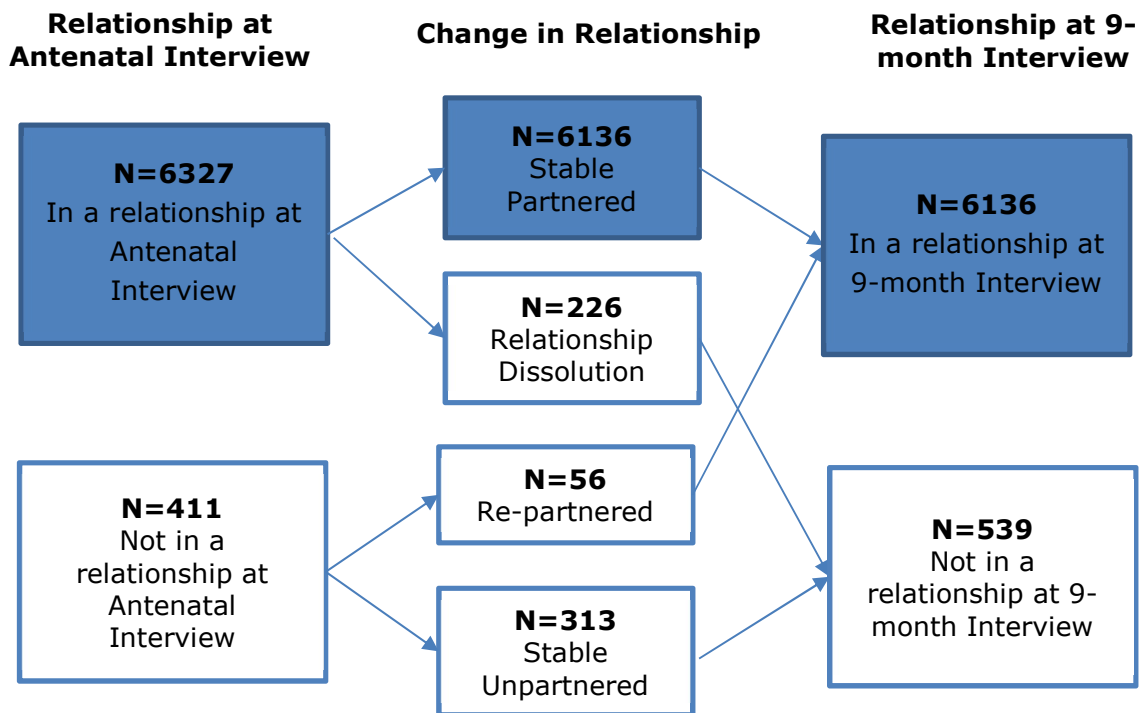 Relationship at
Antenatal Interview
Change in Relationship
Relationship at 9-
month Interview
N=6327
In a relationship at
Antenatal
Interview
N=6136
Stable
Partnered
N=226
Relationship
Dissolution
N=6136
In a relationship at
9-month Interview
N=411
Not in a
relationship at
Antenatal
Interview
N=56
Re-partnered
N=313
Stable
Unpartnered
N=539
Not in a
relationship at 9-
month Interview